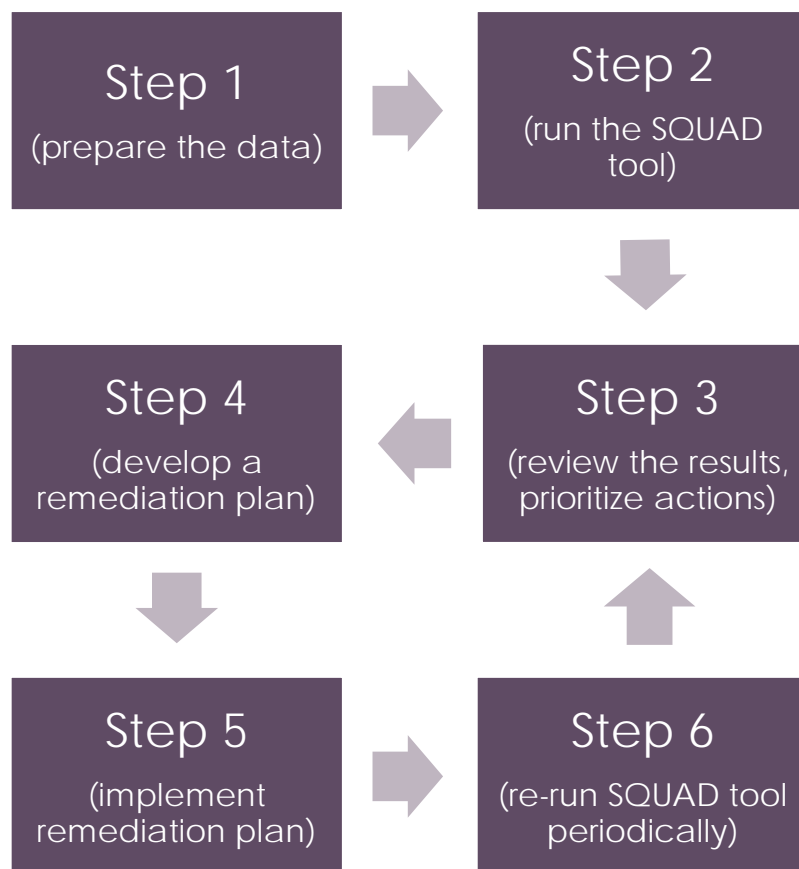 Step 1
(prepare the data)
Step 2
(run the SQUAD
tool)
Step 3
(review the results,
prioritize actions)
Step 4
(develop a
remediation plan)
Step 5
(implement
remediation plan)
Step 6
(re-run SQUAD tool
periodically)